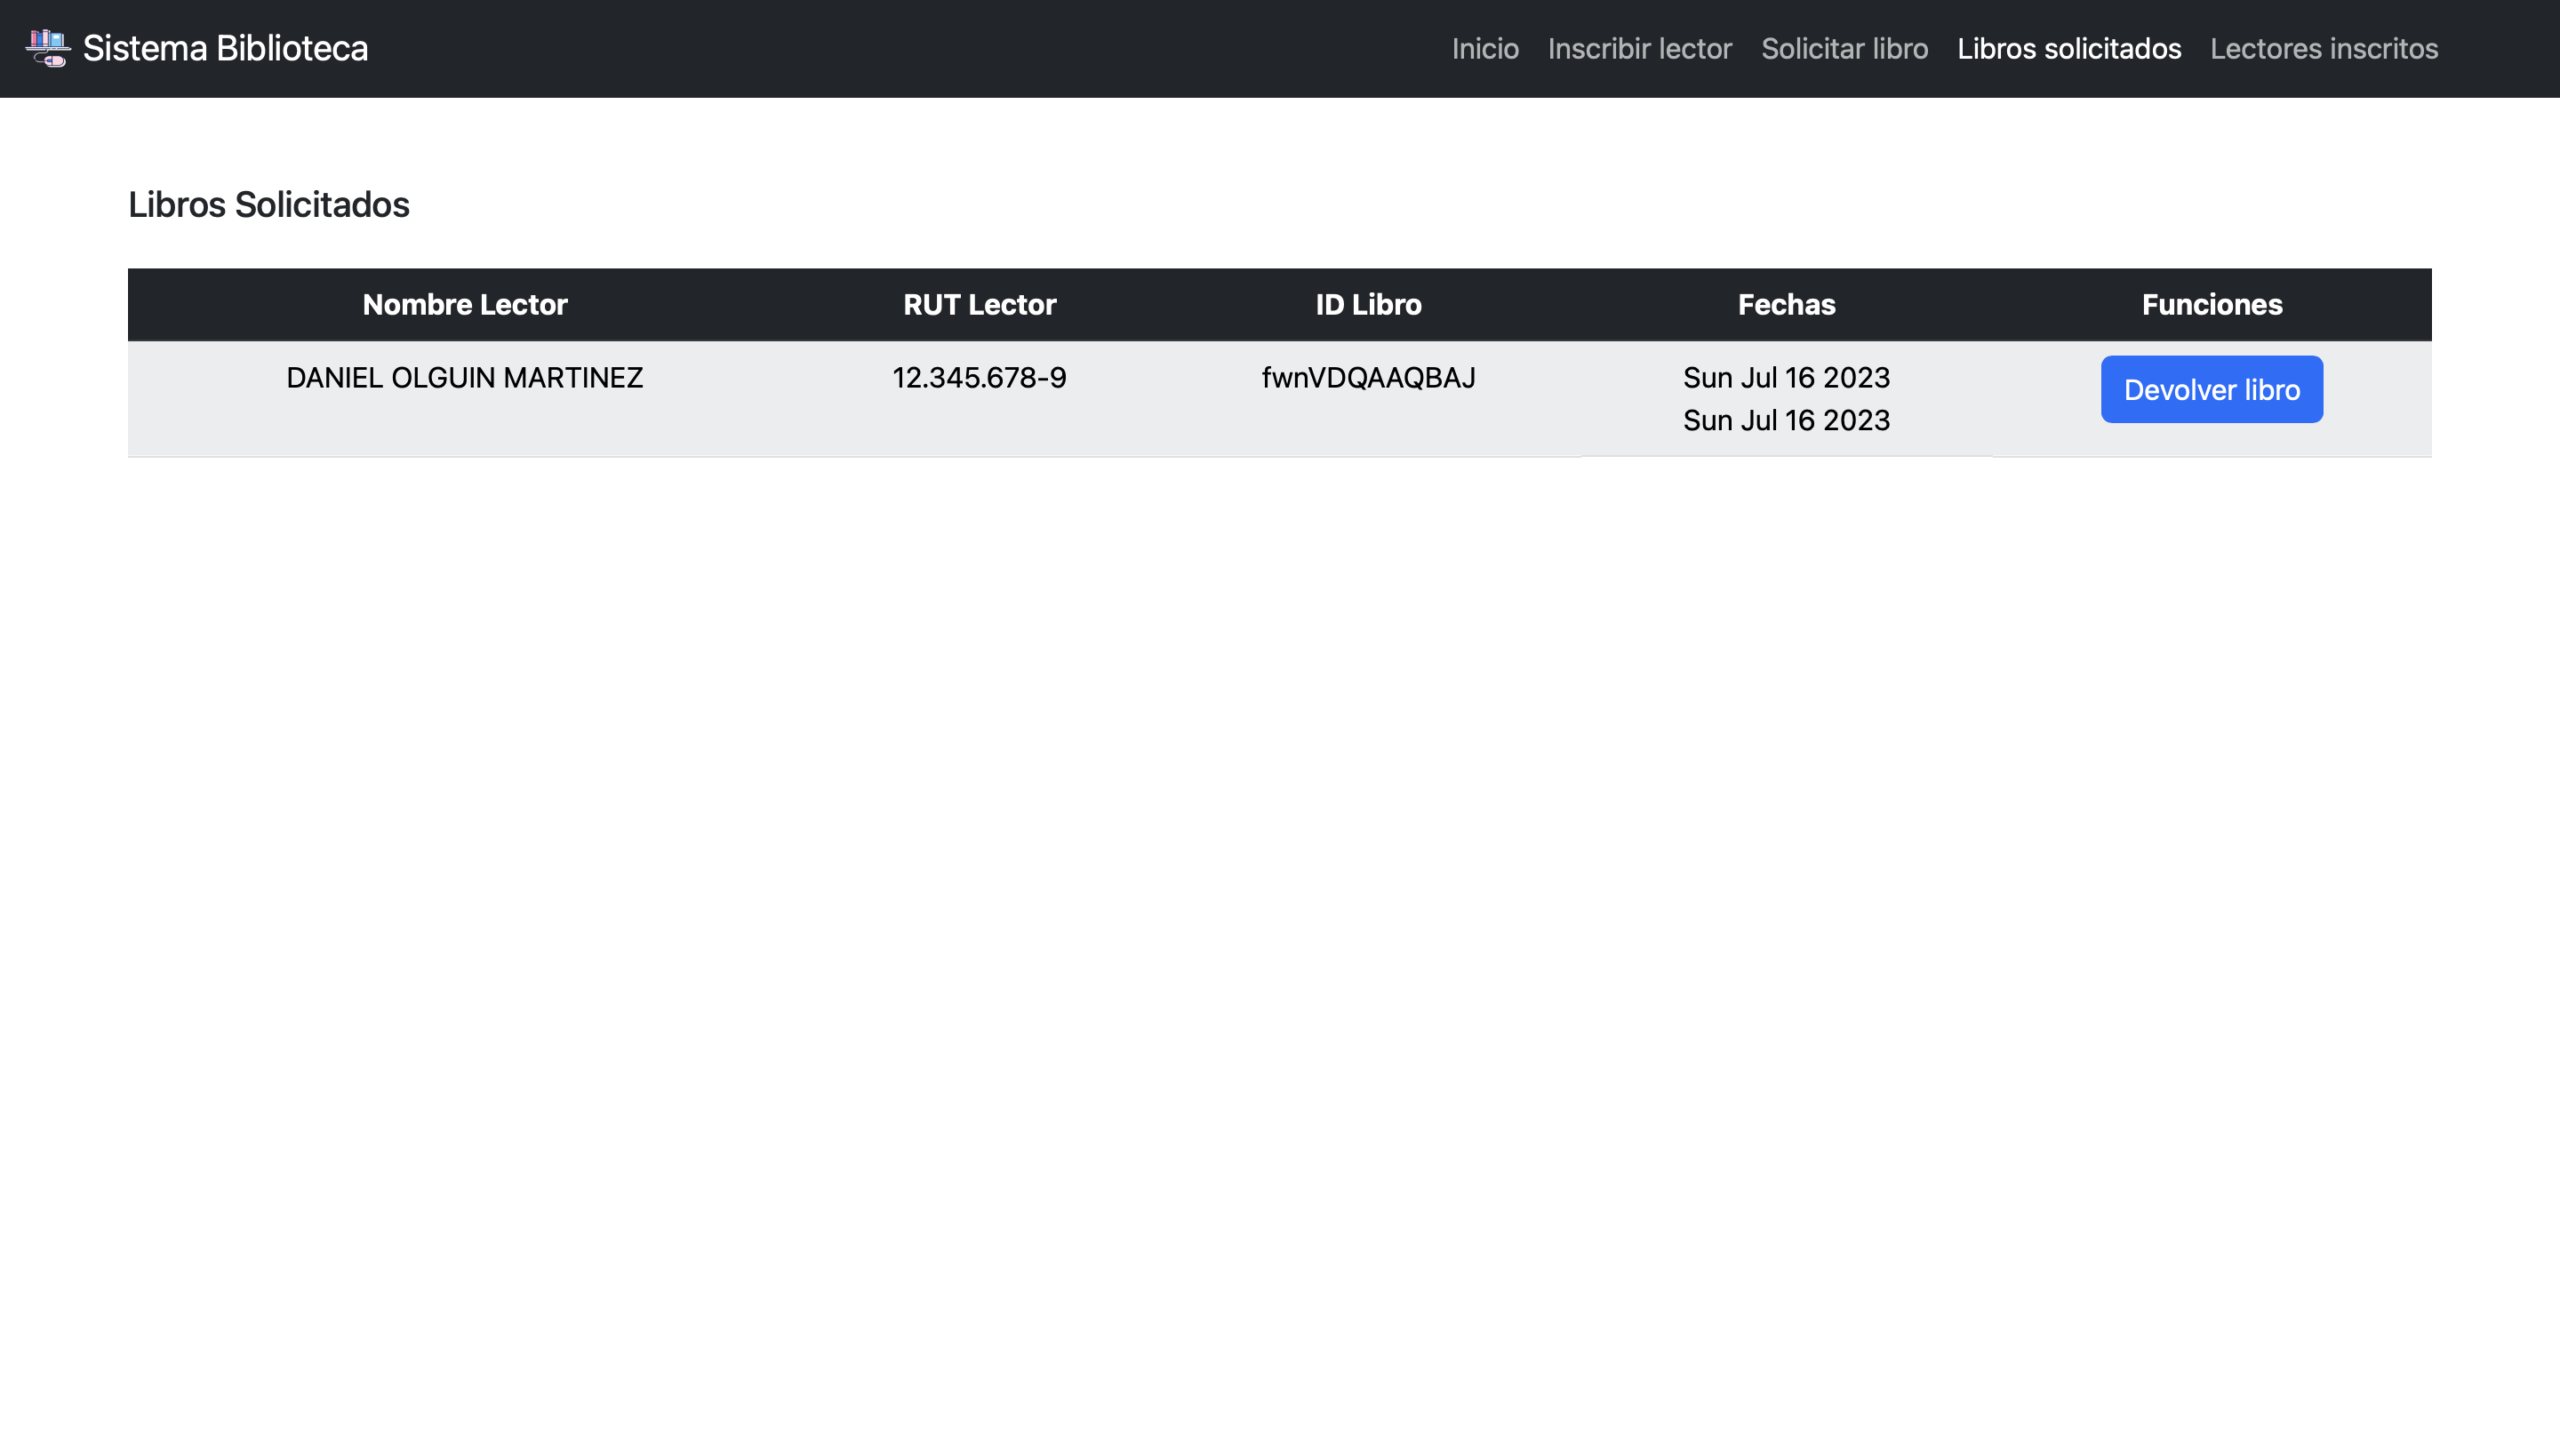 Sistema Biblioteca
Inicio Inscribir lector Solicitar libro Libros solicitados Lectores inscritos
Libros Solicitados
Nombre Lector RUT Lector ID Libro Fechas Funciones
DANIEL OLGUIN MARTINEZ 12.345.678-9 fwnVDQAAQBAJ Sun Jul 16 2023 Devolver libro
Sun Jul 16 2023